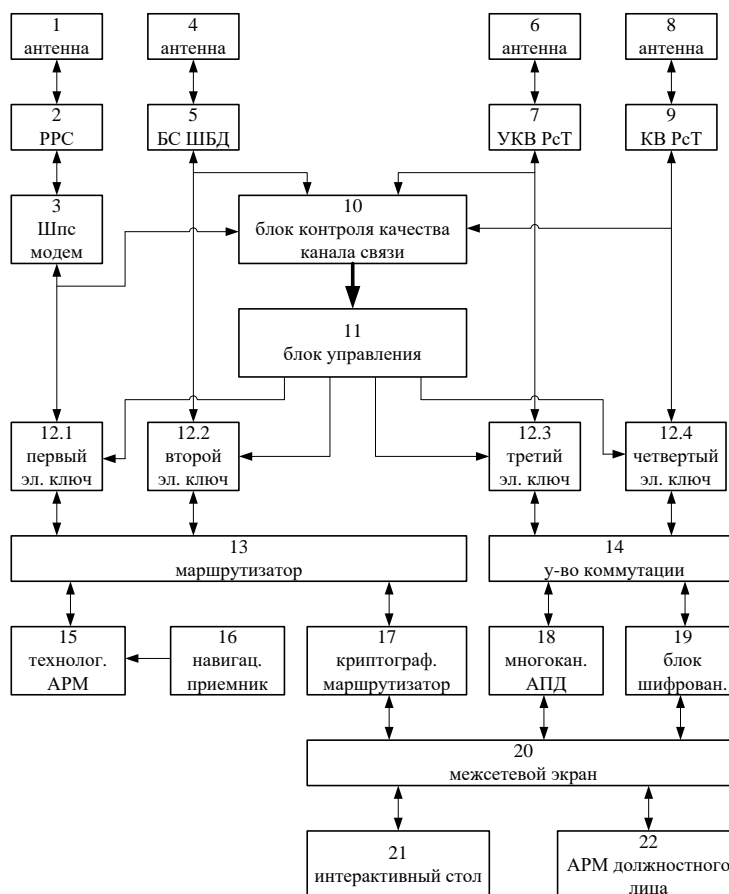 1
антенна
4
антенна
6
антенна
8
антенна
2
РРС
5
БС ШБД
7
УКВ РсТ
9
КВ РсТ
3
Шпс
модем
10
блок контроля качества
канала связи
11
блок управления
12.1
первый
эл. ключ
12.2
второй
эл. ключ
12.3
третий
эл. ключ
12.4
четвертый
эл. ключ
13
маршрутизатор
14
у-во коммутации
15
технолог.
АРМ
16
навигац.
приемник
17
криптограф.
маршрутизатор
18
многокан.
АПД
19
блок
шифрован.
20
межсетевой экран
21
интерактивный стол
22
АРМ должностного
лица